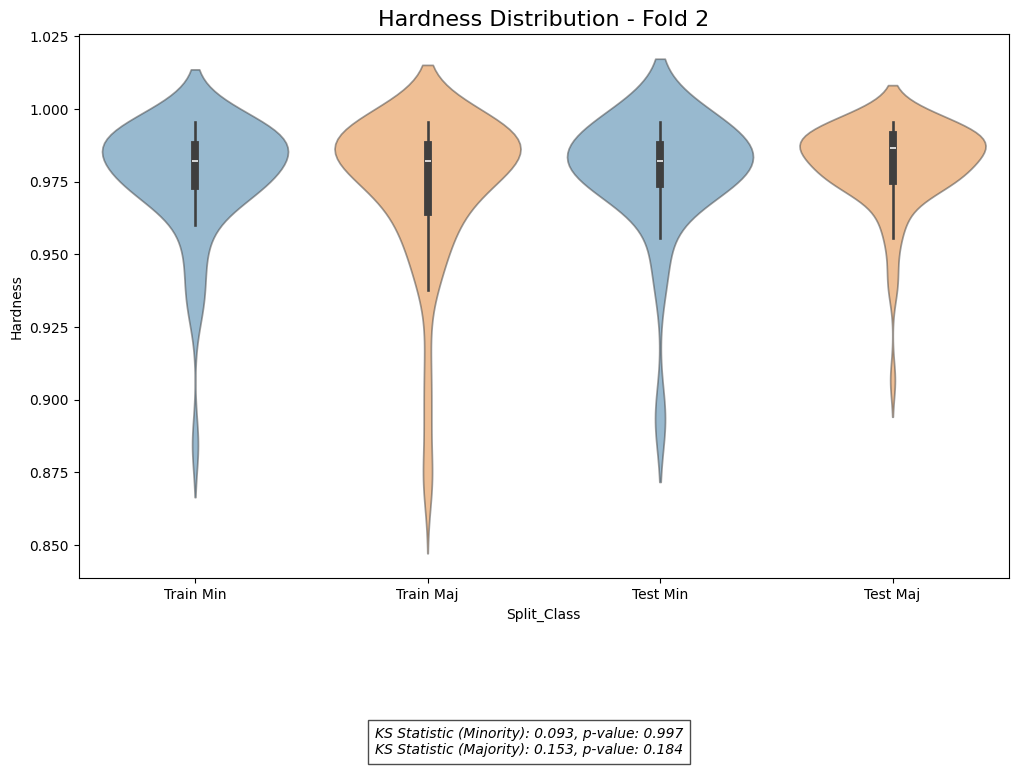 Hardness Distribution - Fold 2
Hardness
1.025
1.000
0.975
0.950
0.925
0.900
0.875
0.850
Train Min
Train Maj
Test Min
Test Maj
Split_Class
KS Statistic (Minority): 0.093, p-value: 0.997
KS Statistic (Majority): 0.153, p-value: 0.184